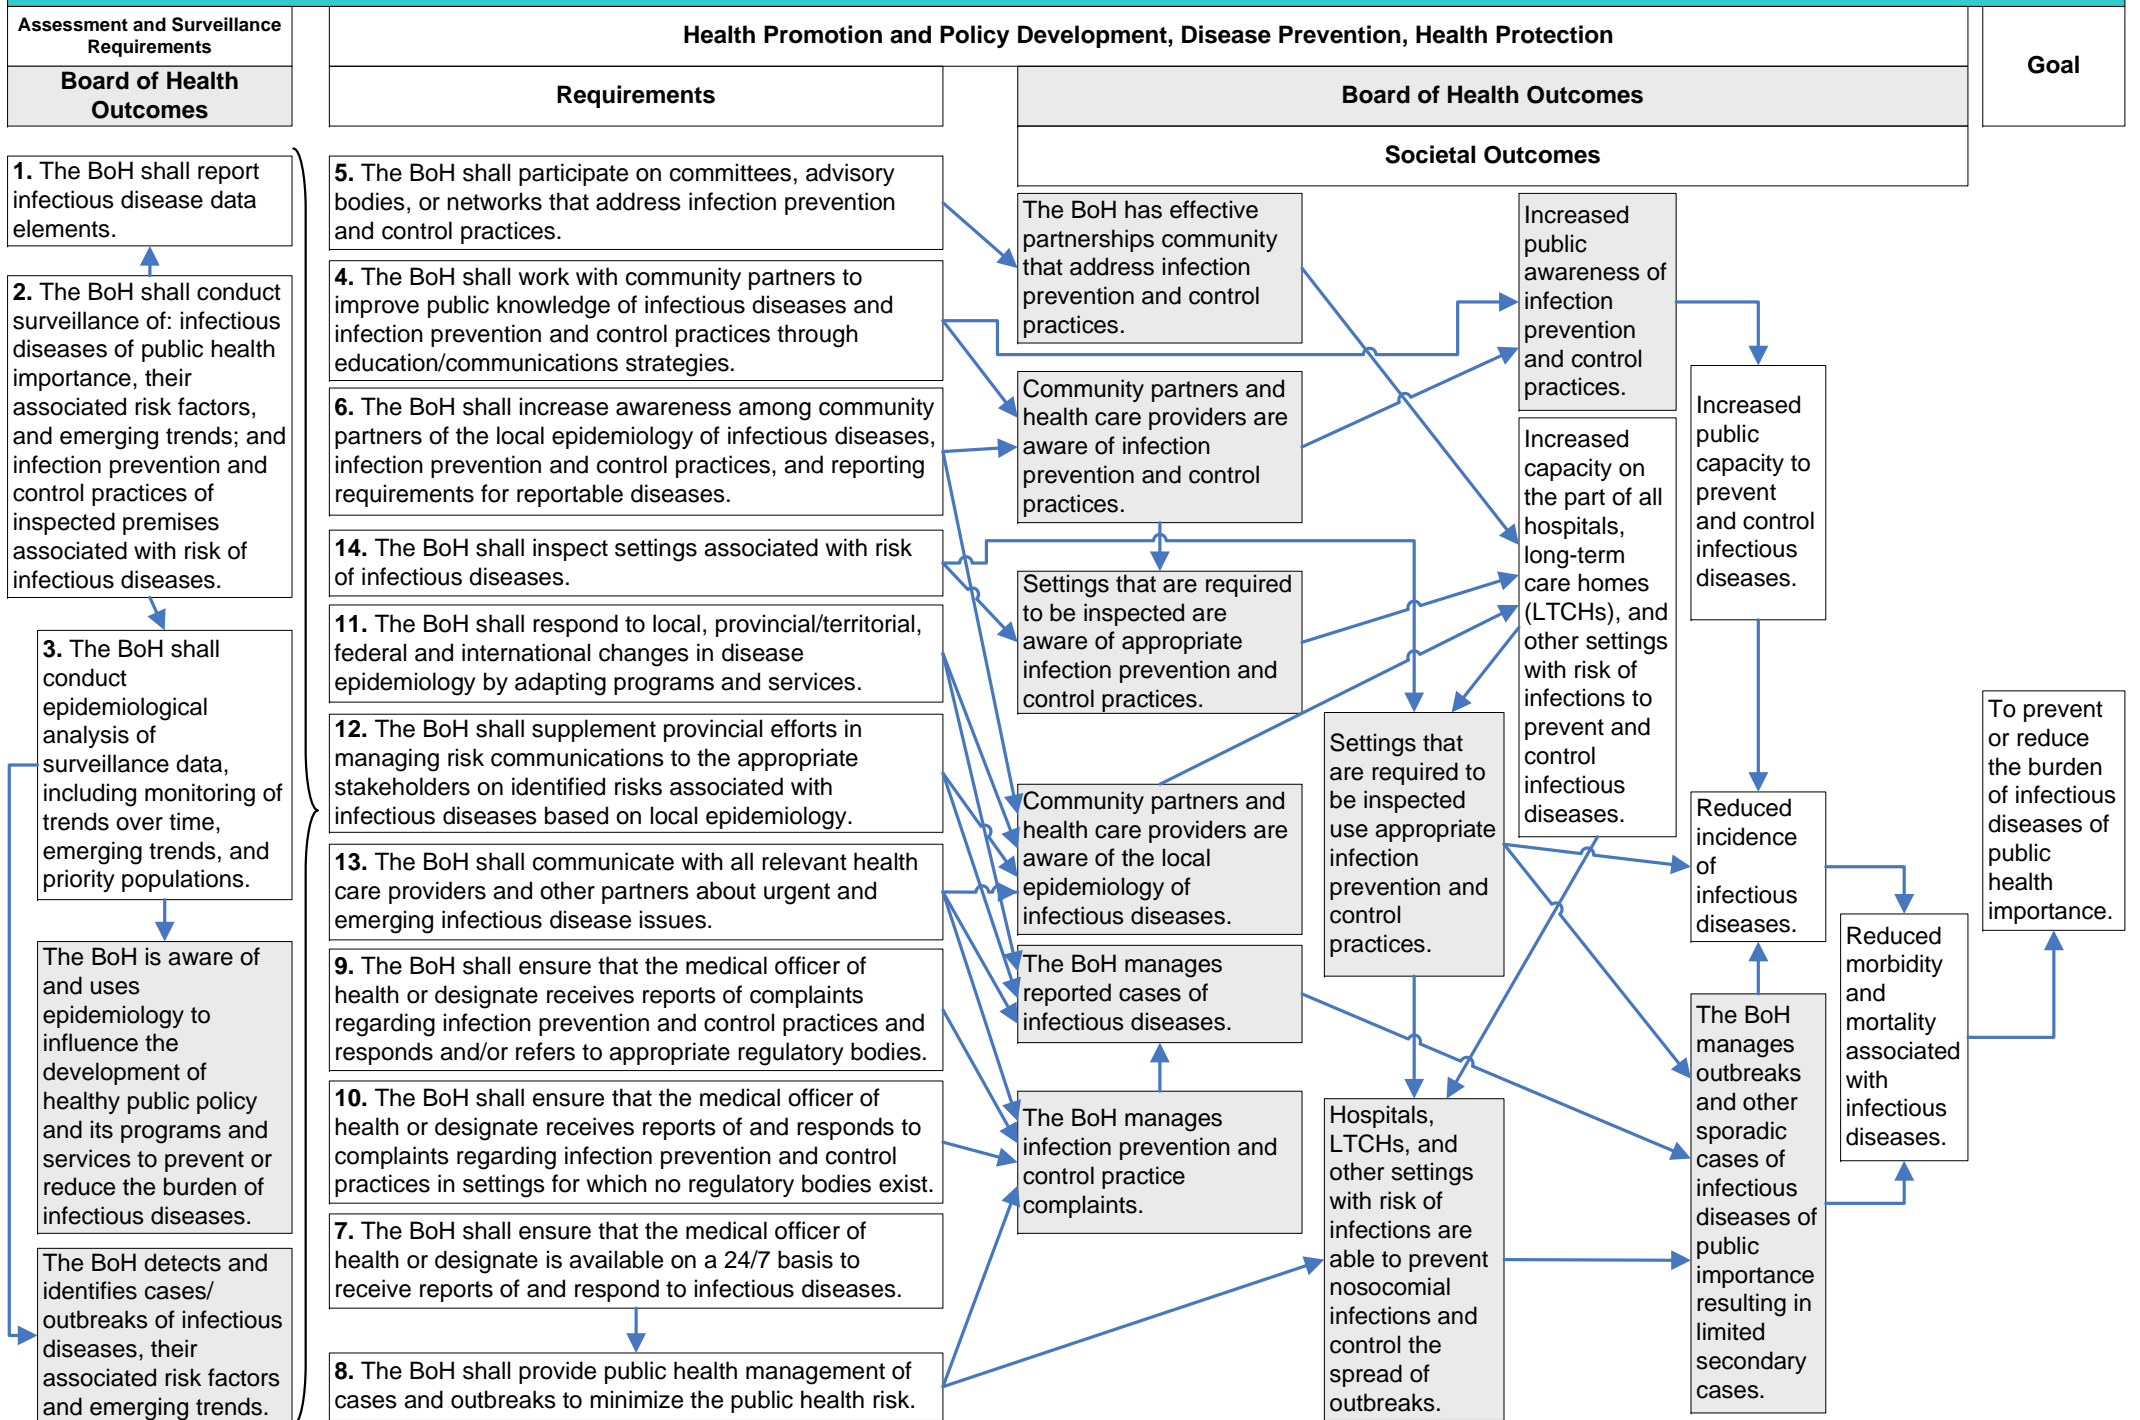 Assessment and Surveillance
Requirements
Board of Health
Outcomes
Health Promotion and Policy Development, Disease Prevention, Health Protection
Requirements
Board of Health Outcomes
Societal Outcomes
Goal
1. The BoH shall report
infectious disease data
elements.
2. The BoH shall conduct
surveillance of: infectious
diseases of public health
importance, their
associated risk factors,
and emerging trends; and
infection prevention and
control practices of
inspected premises
associated with risk of
infectious diseases.
3. The BoH shall
conduct
epidemiological
analysis of
surveillance data,
including monitoring of
trends over time,
emerging trends, and
priority populations.
The BoH is aware of
and uses
epidemiology to
influence the
development of
healthy public policy
and its programs and
services to prevent or
reduce the burden of
infectious diseases.
The BoH detects and
identifies cases/
outbreaks of infectious
diseases, their
associated risk factors
and emerging trends.
5. The BoH shall participate on committees, advisory
bodies, or networks that address infection prevention
and control practices.
4. The BoH shall work with community partners to
improve public knowledge of infectious diseases and
infection prevention and control practices through
education/communications strategies.
6. The BoH shall increase awareness among community
partners of the local epidemiology of infectious diseases,
infection prevention and control practices, and reporting
requirements for reportable diseases.
14. The BoH shall inspect settings associated with risk
of infectious diseases.
11. The BoH shall respond to local, provincial/territorial,
federal and international changes in disease
epidemiology by adapting programs and services.
12. The BoH shall supplement provincial efforts in
managing risk communications to the appropriate
stakeholders on identified risks associated with
infectious diseases based on local epidemiology.
13. The BoH shall communicate with all relevant health
care providers and other partners about urgent and
emerging infectious disease issues.
9. The BoH shall ensure that the medical officer of
health or designate receives reports of complaints
regarding infection prevention and control practices and
responds and/or refers to appropriate regulatory bodies.
10. The BoH shall ensure that the medical officer of
health or designate receives reports of and responds to
complaints regarding infection prevention and control
practices in settings for which no regulatory bodies exist.
7. The BoH shall ensure that the medical officer of
health or designate is available on a 24/7 basis to
receive reports of and respond to infectious diseases.
8. The BoH shall provide public health management of
cases and outbreaks to minimize the public health risk.
The BoH has effective
partnerships community
that address infection
prevention and control
practices.
Community partners and
health care providers are
aware of infection
prevention and control
practices.
Settings that are required
to be inspected are
aware of appropriate
infection prevention and
control practices.
Community partners and
health care providers are
aware of the local
epidemiology of
infectious diseases.
The BoH manages
reported cases of
infectious diseases.
The BoH manages
infection prevention and
control practice
complaints.
Settings that
are required to
be inspected
use appropriate
infection
prevention and
control
practices.
Hospitals,
LTCHs, and
other settings
with risk of
infections are
able to prevent
nosocomial
infections and
control the
spread of
outbreaks.
Increased
public
awareness of
infection
prevention
and control
practices.
Increased
capacity on
the part of all
hospitals,
long-term
care homes
(LTCHs), and
other settings
with risk of
infections to
prevent and
control
infectious
diseases.
Increased
public
capacity to
prevent
and control
infectious
diseases.
Reduced
incidence
of
infectious
diseases.
The BoH
manages
outbreaks
and other
sporadic
cases of
infectious
diseases of
public
importance
resulting in
limited
secondary
cases.
Reduced
morbidity
and
mortality
associated
with
infectious
diseases.
To prevent
or reduce
the burden
of infectious
diseases of
public
health
importance.